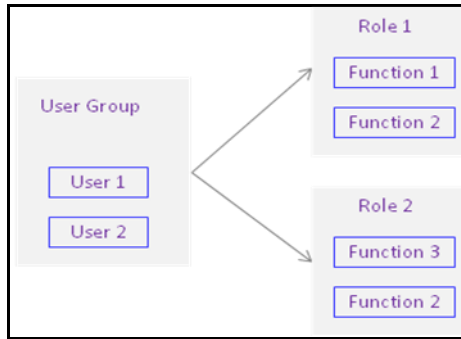 User Group
User 1
User 2
Role 1
Function 1
Function 2
Role 2
Function 3
Function 2